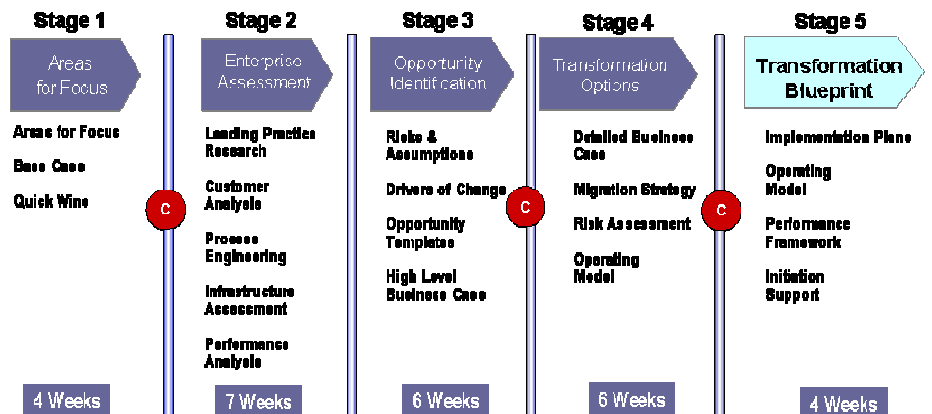 Stage 1
Stage 2
Stage 3
Stage 4
Stage 5
Areas
for Focus
Enterprise
Assessment
Opportunity
Identification
Transformation
Options
Transformation
Blueprint
Areas for Focus
Base Case
Quick Wins
C
Leading Practice
Research
Customer
Analysis
Process
Engineering
Infrastructure
Assessment
Performance
Analysis
Risks &
Assumptions
Drivers of Change
Opportunity
Templates
High Level
Business Case
C
Detailed Business
Case
Migration Strategy
Risk Assessment
Operating
Model
C
Implementation Plans
Operating
Model
Performance
Framework
Initiation
Support
4 Weeks
7 Weeks
6 Weeks
6 Weeks
4 Weeks